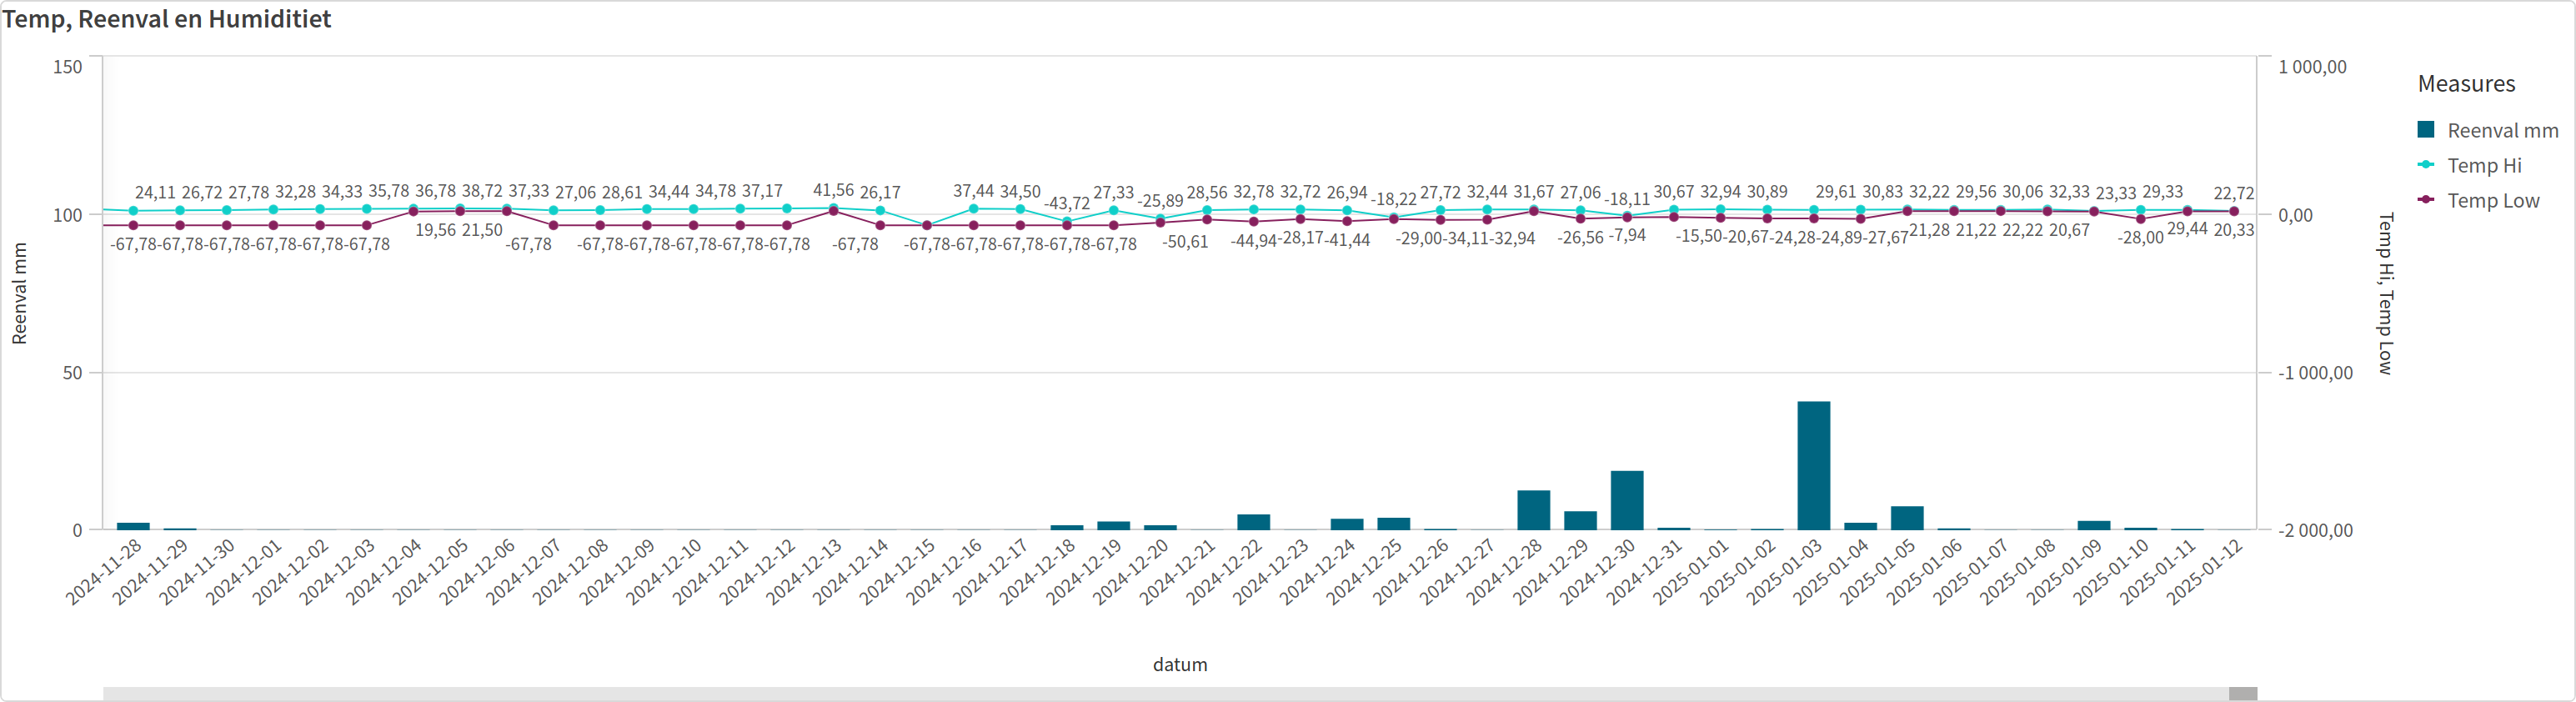 Temp, Reenval en Humiditiet
150
100
50
0
Reenval mm
1 000,00
0,00
-1 000,00
-2 000,00
Temp Hi, Temp Low
Measures
Reenval mm
Temp Hi
Temp Low
24,11 26,72 27,78 32,28 34,33 35,78 36,78 38,72 37,33 27,06 28,61 34,44 34,78 37,17 41,56 26,17 37,44 34,50 -43,72 27,33 -25,89 28,56 32,78 32,72 26,94 -18,22 27,72 32,44 31,67 27,06 -18,11 30,67 32,94 30,89 29,61 30,83 32,22 29,56 30,06 32,33 23,33 29,33 22,72
-67,78 -67,78 -67,78 -67,78 -67,78 -67,78 19,56 21,50 -67,78 -67,78 -67,78 -67,78 -67,78 -67,78 -67,78 -67,78 -67,78 -67,78 -67,78 -67,78 -50,61 -44,94 -28,17 -41,44 -29,00 -34,11 -32,94 -26,56 -7,94 -15,50 -20,67 -24,28 -24,89 -27,67 21,28 21,22 22,22 20,67 -28,00 29,44 20,33
2024-11-28 2024-11-29 2024-11-30 2024-12-01 2024-12-02 2024-12-03 2024-12-04 2024-12-05 2024-12-06 2024-12-07 2024-12-08 2024-12-09 2024-12-10 2024-12-11 2024-12-12 2024-12-13 2024-12-14 2024-12-15 2024-12-16 2024-12-17 2024-12-18 2024-12-19 2024-12-20 2024-12-21 2024-12-22 2024-12-23 2024-12-24 2024-12-25 2024-12-26 2024-12-27 2024-12-28 2024-12-29 2024-12-30 2024-12-31 2025-01-01 2025-01-02 2025-01-03 2025-01-04 2025-01-05 2025-01-06 2025-01-07 2025-01-08 2025-01-09 2025-01-10 2025-01-11 2025-01-12
datum